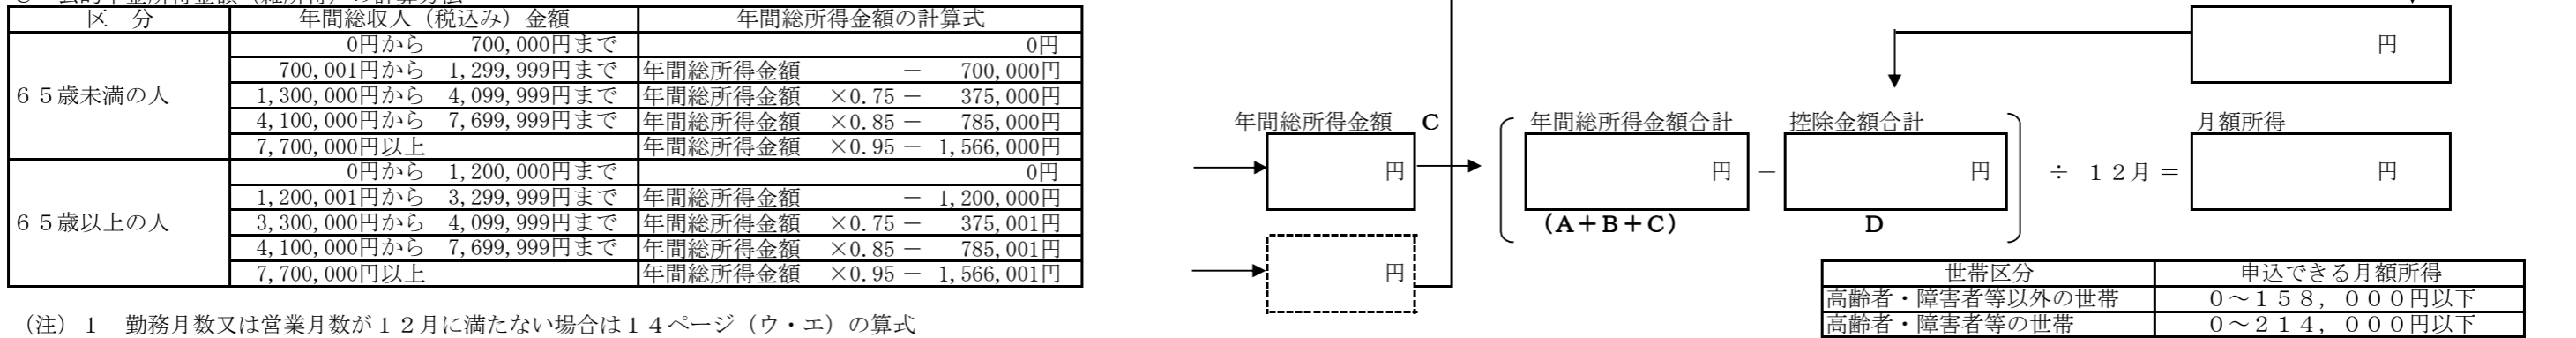 区　分　年間総収入（税込み）金額　年間総所得金額の計算式
６５歳未満の人
0円から　700,000円まで　0円
700,001円から　1,299,999円まで　年間総所得金額　－　700,000円
1,300,000円から　4,099,999円まで　年間総所得金額　×0.75－　375,000円
4,100,000円から　7,699,999円まで　年間総所得金額　×0.85－　785,000円
7,700,000円以上　年間総所得金額　×0.95－　1,566,000円
６５歳以上の人
0円から　1,200,000円まで　0円
1,200,001円から　3,299,999円まで　年間総所得金額　－　1,200,000円
3,300,000円から　4,099,999円まで　年間総所得金額　×0.75－　375,001円
4,100,000円から　7,699,999円まで　年間総所得金額　×0.85－　785,001円
7,700,000円以上　年間総所得金額　×0.95－　1,566,001円
（注）１　勤務月数又は営業月数が１２月に満たない場合は１４ページ（ウ・エ）の算式
円
年間総所得金額　C　年間総所得金額合計　控除金額合計　月額所得
円　円　－　円　÷　１２月＝　円
（A＋B＋C）　D
円
世帯区分　申込できる月額所得
高齢者・障害者等以外の世帯　０～１５８，０００円以下
高齢者・障害者等の世帯　０～２１４，０００円以下